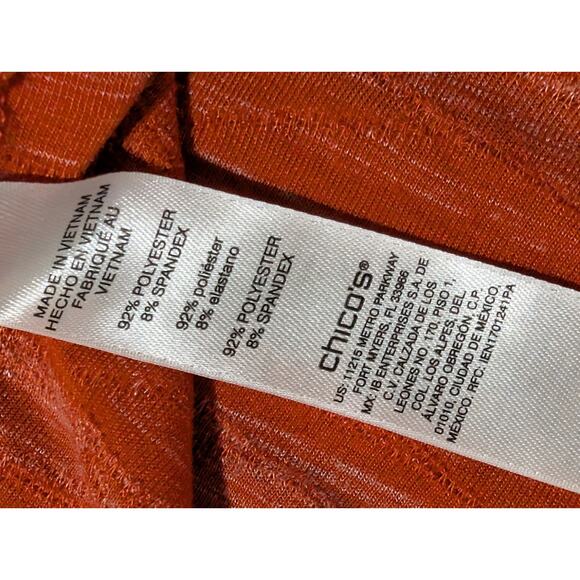 MADE IN VIETNAM
HECHO EN VIETNAM
FABRIQUÉ AU
VIETNAM
92% POLYESTER
8% SPANDEX
92% poliéster
8% elastano
92% POLYESTER
8% SPANDEX
chico's®
US: 11215 METRO PARKWAY
FORT MYERS, FL 33966
MX: IB ENTERPRISES S.A. DE
C.V. CALZADA DE LOS
LEONES NO. 170, PISO 1,
COL. LOS ALPES, DEL.
ÁLVARO OBREGÓN, C.P.
01010, CIUDAD DE MÉXICO,
MÉXICO. RFC: IEN1701241PA